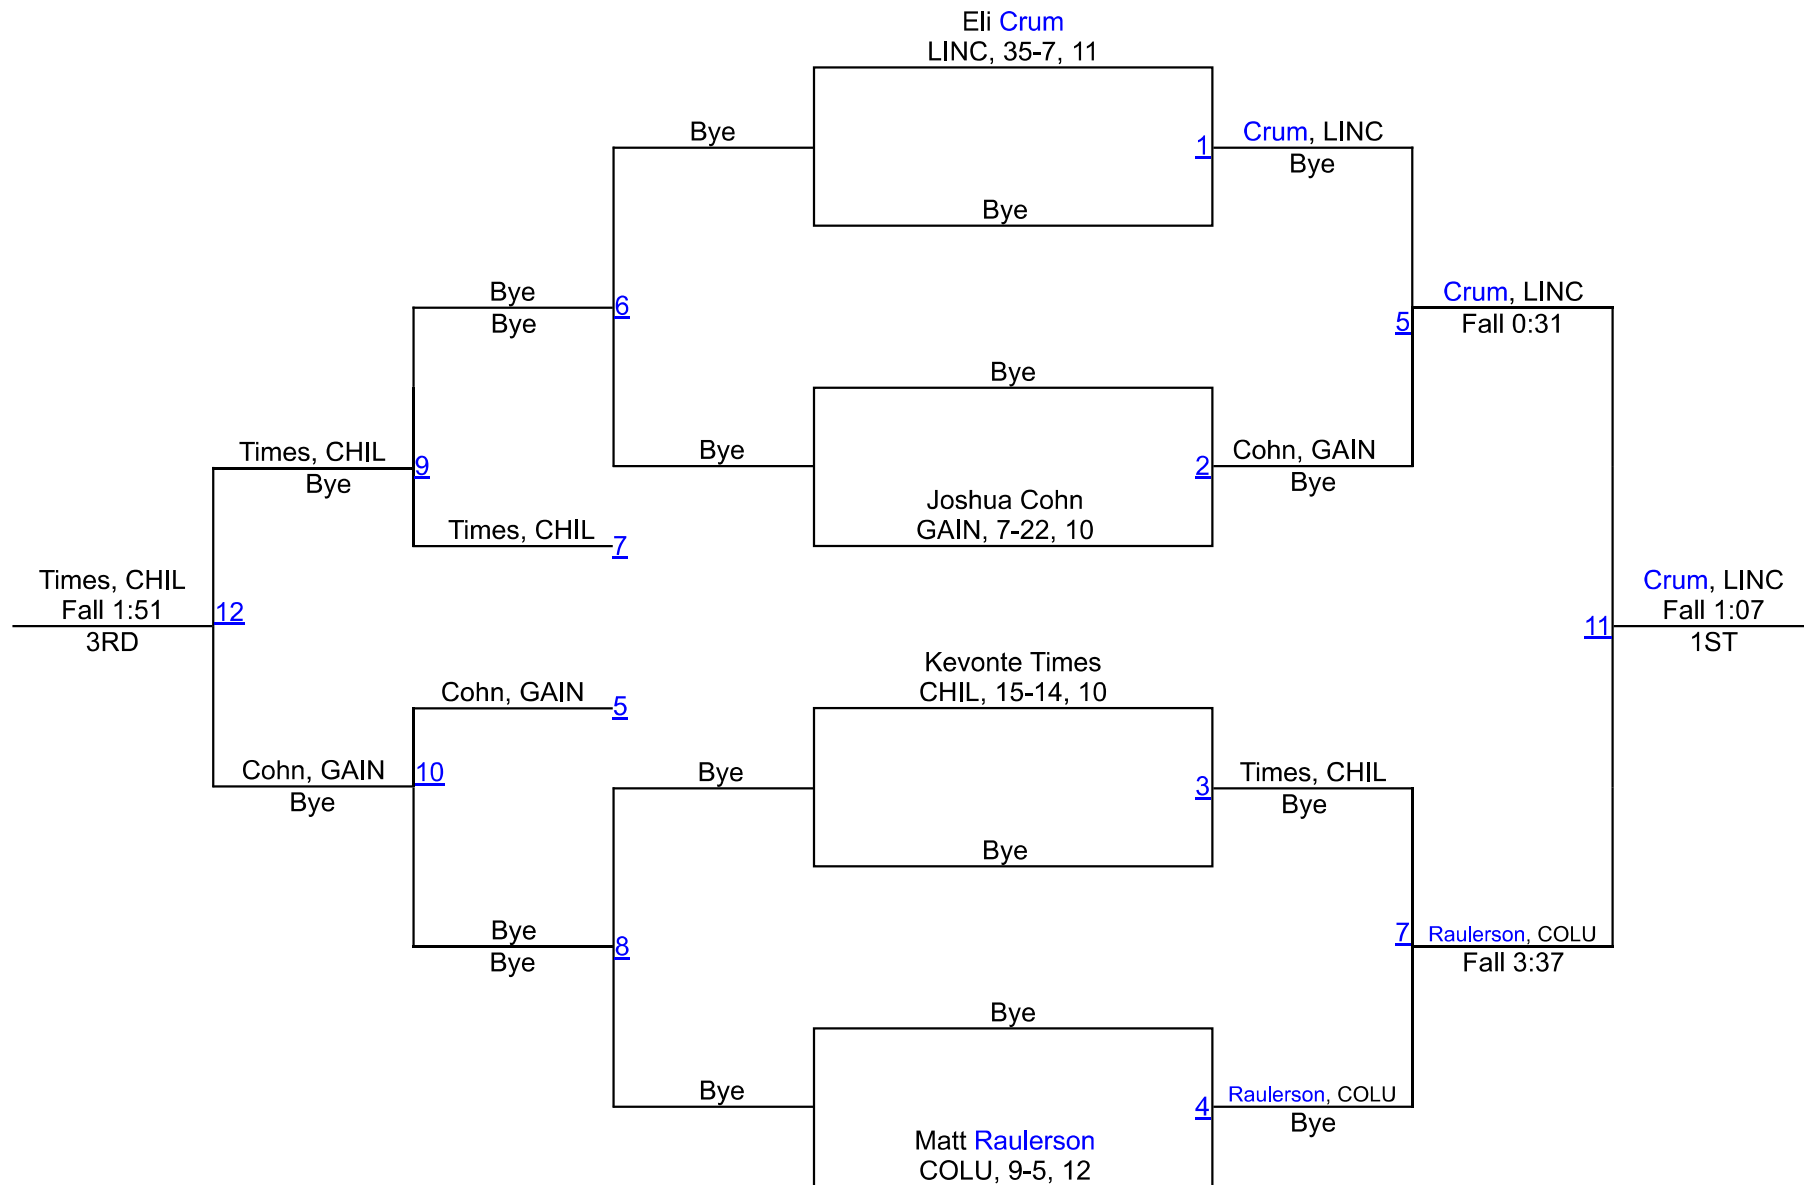 Eli Crum
LINC, 35-7, 11
Bye
1
Crum, LINC
Bye
Bye
Bye
Bye
6
5
Crum, LINC
Fall 0:31
Bye
Times, CHIL
Bye
9
Bye
2
Cohn, GAIN
Bye
Joshua Cohn
GAIN, 7-22, 10
Times, CHIL
7
Times, CHIL
Fall 1:51
3RD
12
11
Crum, LINC
Fall 1:07
1ST
Kevonte Times
CHIL, 15-14, 10
Cohn, GAIN
5
Cohn, GAIN
Bye
10
Bye
3
Times, CHIL
Bye
Bye
Bye
Bye
8
7
Raulerson, COLU
Fall 3:37
Bye
Bye
4
Raulerson, COLU
Bye
Matt Raulerson
COLU, 9-5, 12